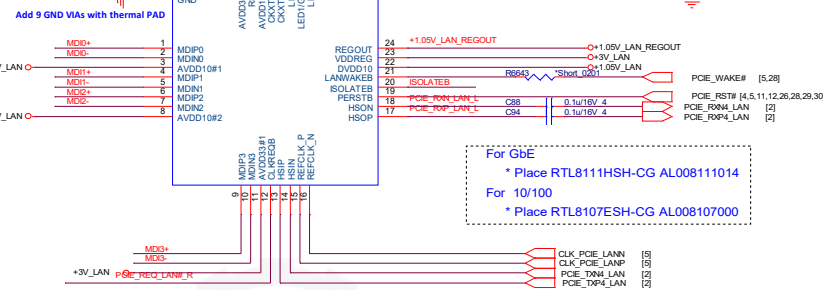 Add 9 GND VIAs with thermal PAD
GND
MDI0+ 1 MDIP0
MDI0- 2 MDIN0
3 AVDD10#1
MDI1+ 4 MDIP1
MDI1- 5 MDIN1
MDI2+ 6 MDIP2
MDI2- 7 MDIN2
8 AVDD10#2
REGOUT 24 +1.05V_LAN_REGOUT +1.05V_LAN_REGOUT
VDDREG 23 +3V_LAN
DVDD10 22 +1.05V_LAN
LANWAKEB 21 R6643 *Short_0201 PCIE_WAKE# [5,28]
ISOLATEB 20 ISOLATEB
PERSTB 19 PCIE_RST# [4,5,11,12,26,28,29,30
HSON 18 PCIE_RXN_LAN_L C88 0.1u/16V_4 PCIE_RXN4_LAN [2]
HSOP 17 PCIE_RXP_LAN_L C94 0.1u/16V_4 PCIE_RXP4_LAN [2]
MDIP3 9
MDIN3 10
AVDD33#1 11
CLKREQB 12
HSIP 13
HSIN 14
REFCLK_P 15
REFCLK_N 16
For GbE
* Place RTL8111HSH-CG AL008111014
For 10/100
* Place RTL8107ESH-CG AL008107000
MDI3+
MDI3-
+3V_LAN
PCIE_REQ_LAN#_R
CLK_PCIE_LANN [5]
CLK_PCIE_LANP [5]
PCIE_TXN4_LAN [2]
PCIE_TXP4_LAN [2]